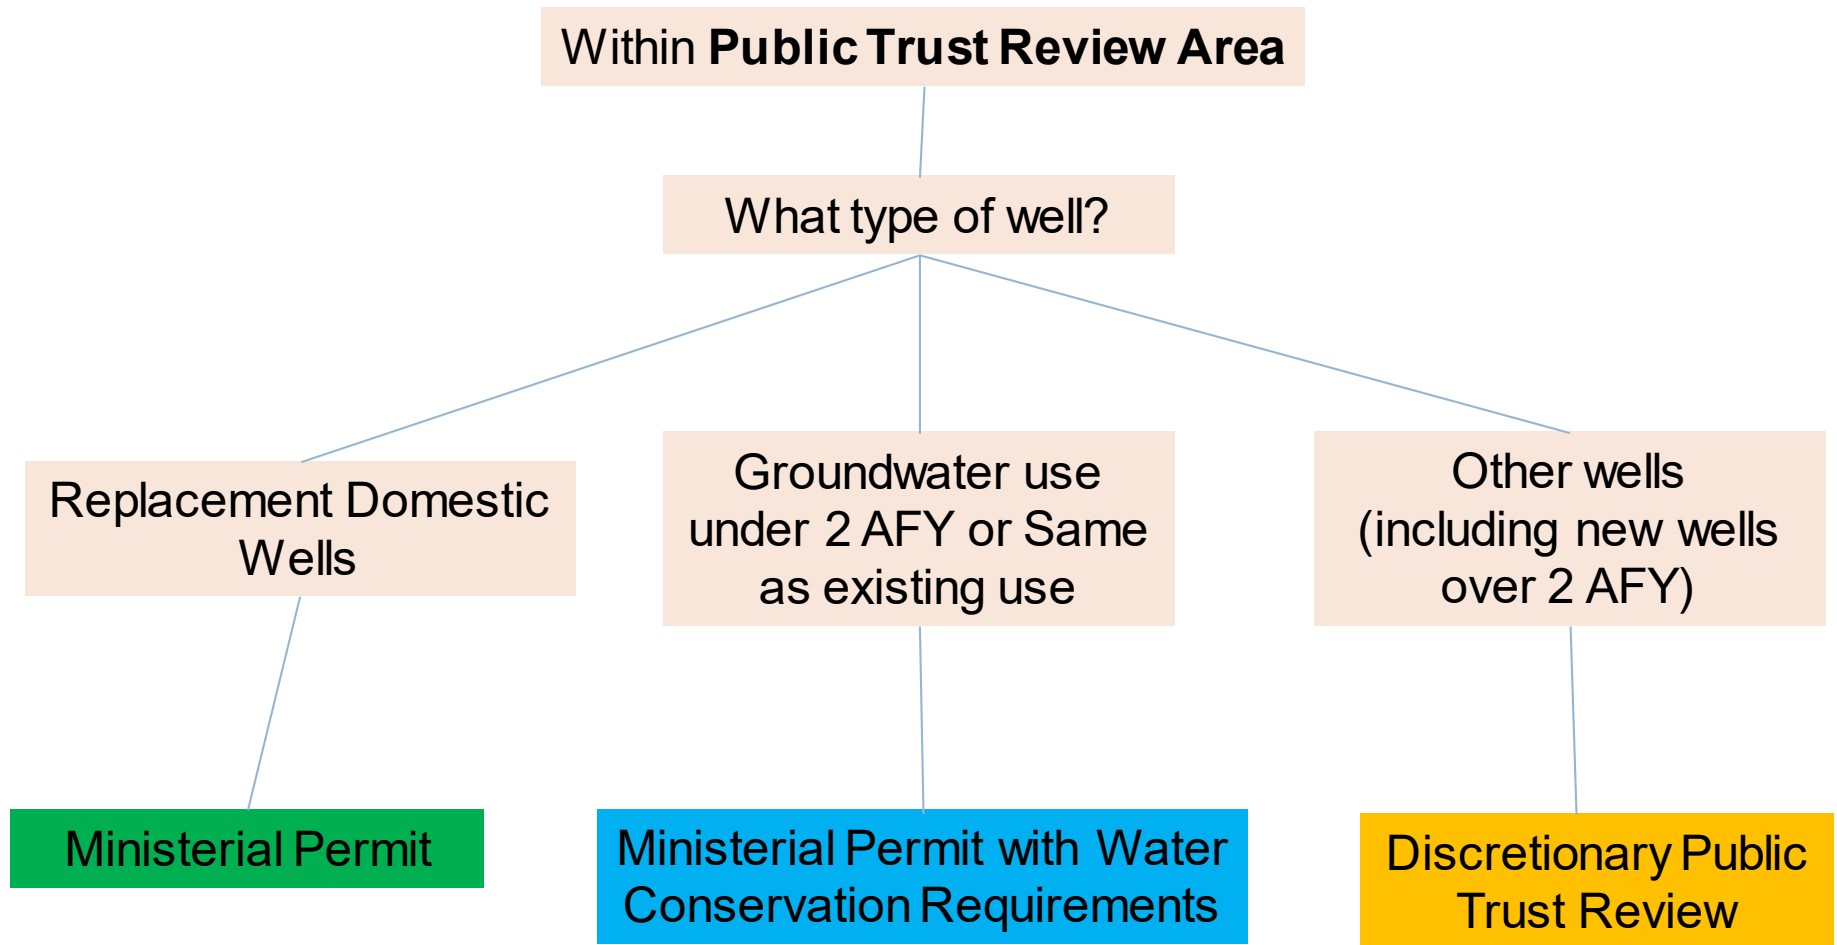 Within Public Trust Review Area
What type of well?
Replacement Domestic
Wells
Groundwater use
under 2 AFY or Same
as existing use
Other wells
(including new wells
over 2 AFY)
Ministerial Permit
Ministerial Permit with Water
Conservation Requirements
Discretionary Public
Trust Review